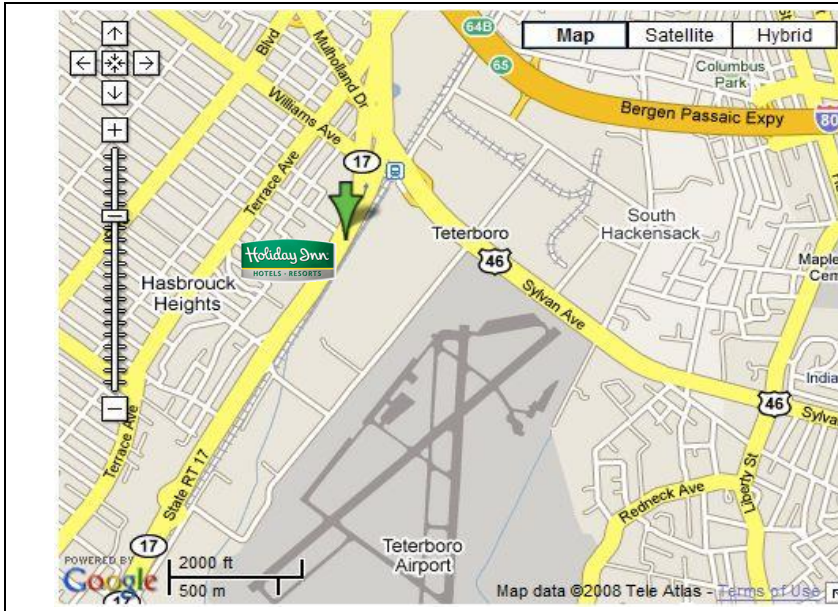 64B
Map
Satellite
Hybrid
65
Columbus
Park
Bergen Passaic Expy
80
Blvd
Mulholland Dr
Williams Ave
Terrace Ave
17
Teterboro
South
Hackensack
46
Sylvan Ave
Holiday Inn
HOTELS · RESORTS
Hasbrouck
Heights
Maple
Cem
India
46
Sylva
Terrace Ave
State RT 17
Redneck Ave
Liberty St
17
Teterboro
Airport
POWERED BY
Google
2000 ft
500 m
17
Map data ©2008 Tele Atlas - Terms of Use